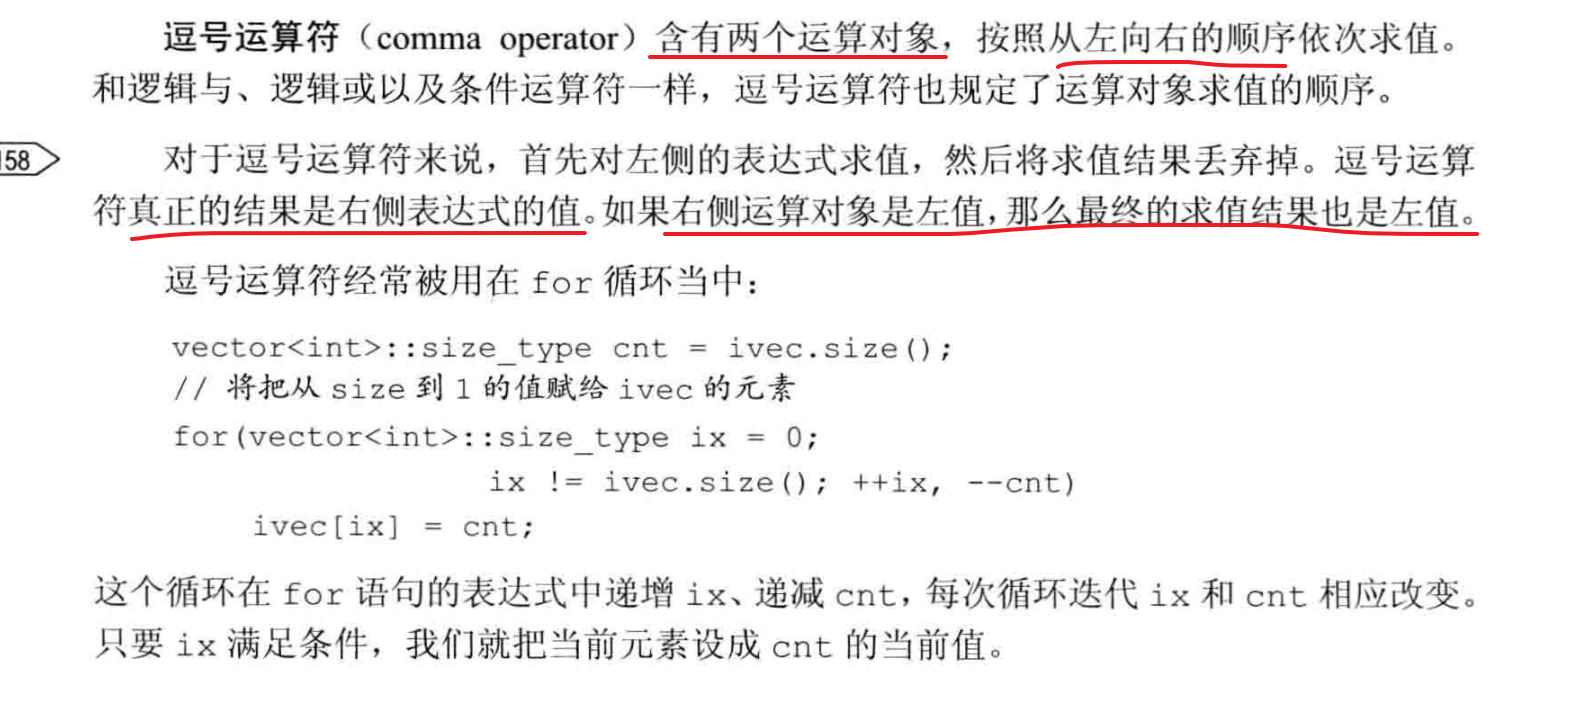 逗号运算符（comma operator）含有两个运算对象，按照从左向右的顺序依次求值。
和逻辑与、逻辑或以及条件运算符一样，逗号运算符也规定了运算对象求值的顺序。
158
对于逗号运算符来说，首先对左侧的表达式求值，然后将求值结果丢弃掉。逗号运算
符真正的结果是右侧表达式的值。如果右侧运算对象是左值，那么最终的求值结果也是左值。
逗号运算符经常被用在 for 循环当中：
vector<int>::size_type cnt = ivec.size();
// 将把从 size 到 1 的值赋给 ivec 的元素
for(vector<int>::size_type ix = 0;
ix != ivec.size(); ++ix, --cnt)
ivec[ix] = cnt;
这个循环在 for 语句的表达式中递增 ix、递减 cnt，每次循环迭代 ix 和 cnt 相应改变。
只要 ix 满足条件，我们就把当前元素设成 cnt 的当前值。